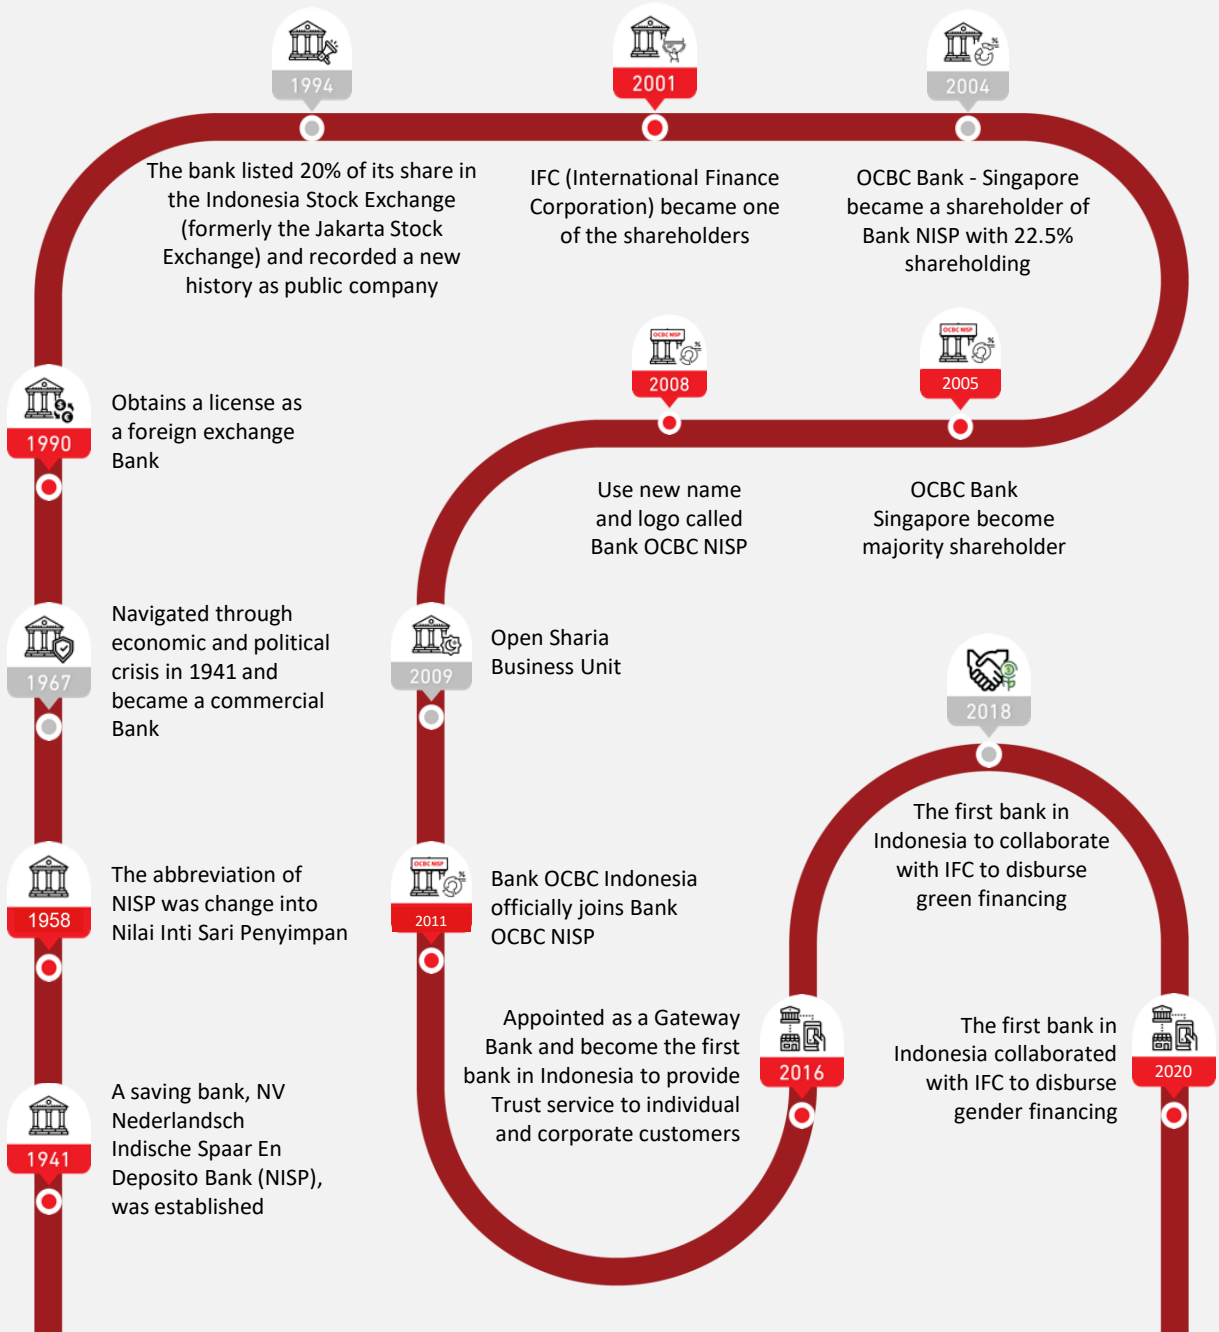 1941
A saving bank, NV
Nederlandsch
Indische Spaar En
Deposito Bank (NISP),
was established
1958
The abbreviation of
NISP was change into
Nilai Inti Sari Penyimpan
1967
Navigated through
economic and political
crisis in 1941 and
became a commercial
Bank
1990
Obtains a license as
a foreign exchange
Bank
1994
The bank listed 20% of its share in
the Indonesia Stock Exchange
(formerly the Jakarta Stock
Exchange) and recorded a new
history as public company
2001
IFC (International Finance
Corporation) became one
of the shareholders
%
2004
OCBC Bank - Singapore
became a shareholder of
Bank NISP with 22.5%
shareholding
OCBC NISP
%
2005
OCBC Bank
Singapore become
majority shareholder
OCBC NISP
%
2008
Use new name
and logo called
Bank OCBC NISP
2009
Open Sharia
Business Unit
OCBC NISP
%
2011
Bank OCBC Indonesia
officially joins Bank
OCBC NISP
2016
Appointed as a Gateway
Bank and become the first
bank in Indonesia to provide
Trust service to individual
and corporate customers
2018
The first bank in
Indonesia to collaborate
with IFC to disburse
green financing
2020
The first bank in
Indonesia collaborated
with IFC to disburse
gender financing